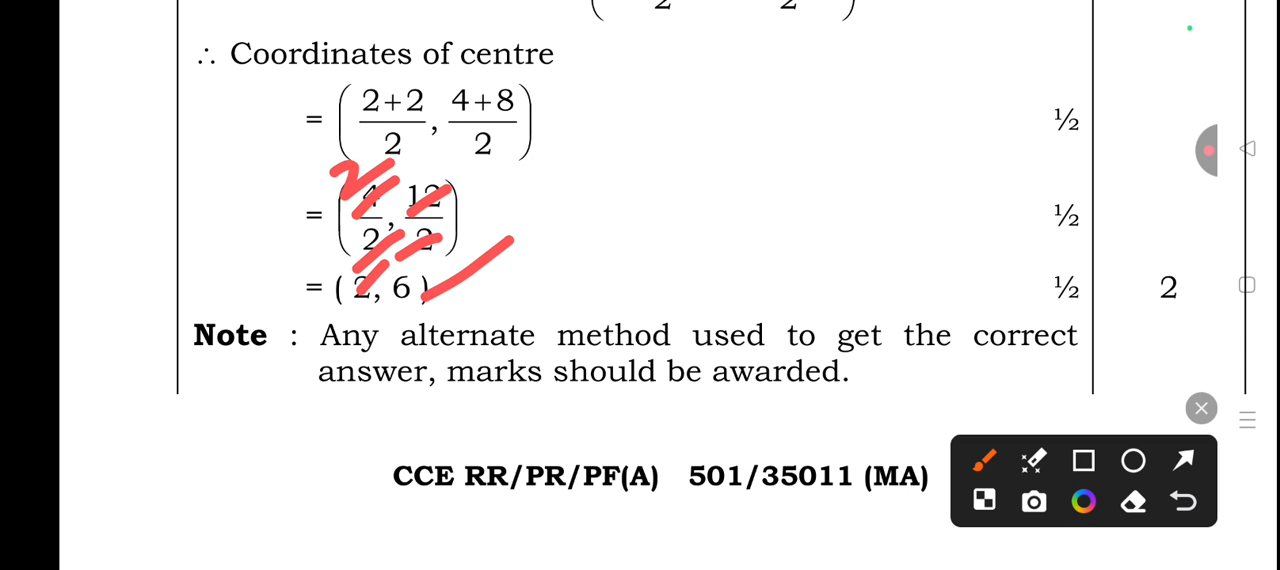 ( 2 2 )
∴ Coordinates of centre
= ( 2+2 / 2 , 4+8 / 2 ) ½
= ( 4 / 2 , 12 / 2 ) ½
= ( 2, 6 ) ½ 2
Note : Any alternate method used to get the correct
answer, marks should be awarded.
CCE RR/PR/PF(A) 501/35011 (MA)